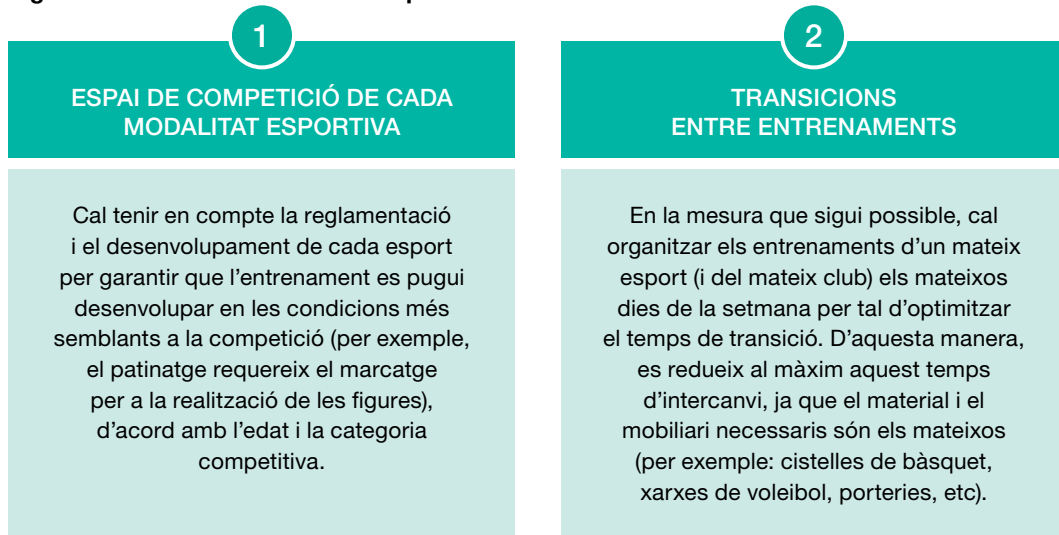 1
ESPAI DE COMPETICIÓ DE CADA
MODALITAT ESPORTIVA
Cal tenir en compte la reglamentació
i el desenvolupament de cada esport
per garantir que l’entrenament es pugui
desenvolupar en les condicions més
semblants a la competició (per exemple,
el patinatge requereix el marcatge
per a la realització de les figures),
d’acord amb l’edat i la categoria
competitiva.
2
TRANSICIONS
ENTRE ENTRENAMENTS
En la mesura que sigui possible, cal
organitzar els entrenaments d’un mateix
esport (i del mateix club) els mateixos
dies de la setmana per tal d’optimitzar
el temps de transició. D’aquesta manera,
es redueix al màxim aquest temps
d’intercanvi, ja que el material i el
mobiliari necessaris són els mateixos
(per exemple: cistelles de bàsquet,
xarxes de voleibol, porteries, etc).